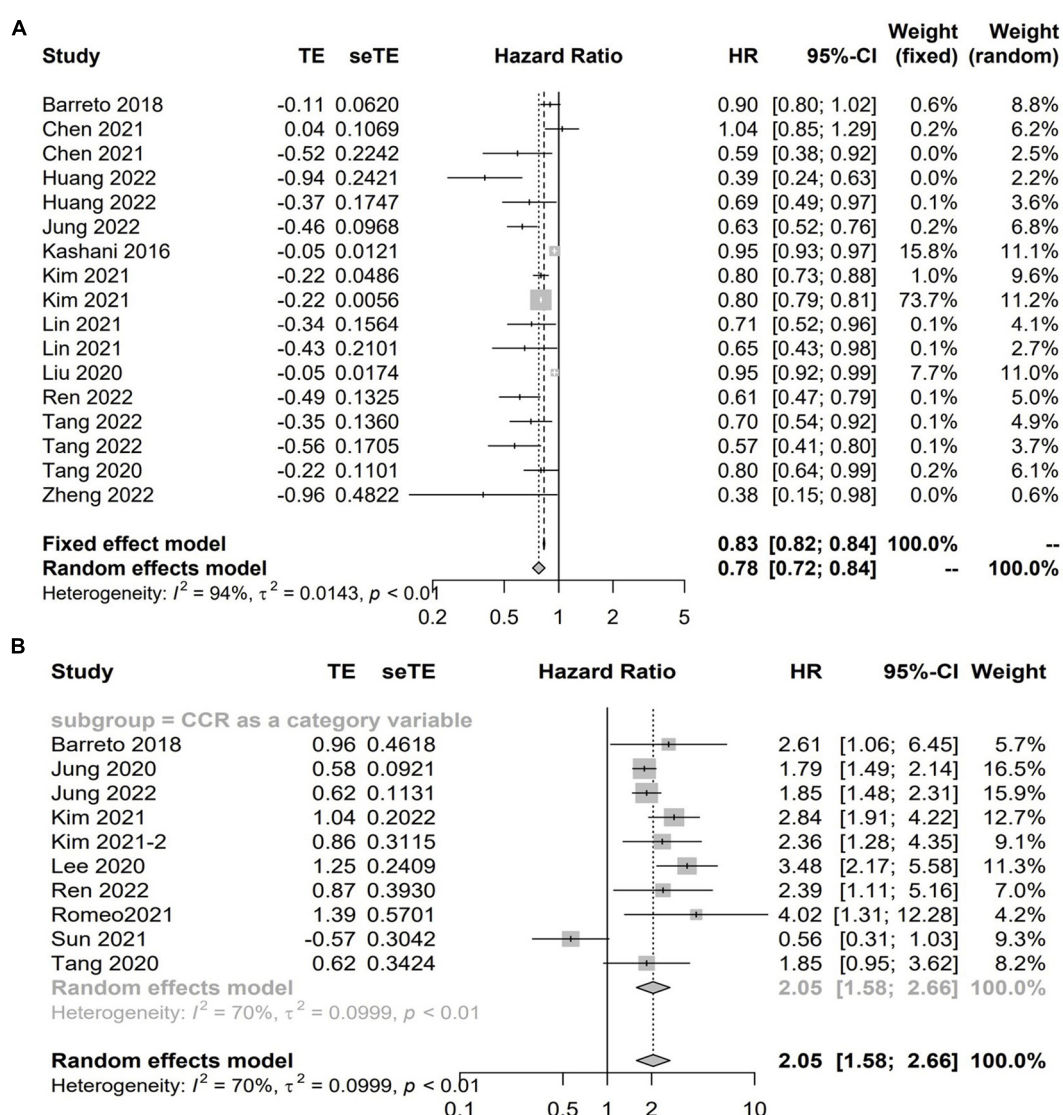 A
Weight Weight
Study TE seTE Hazard Ratio HR 95%-CI (fixed) (random)
Barreto 2018 -0.11 0.0620 0.90 [0.80; 1.02] 0.6% 8.8%
Chen 2021 0.04 0.1069 1.04 [0.85; 1.29] 0.2% 6.2%
Chen 2021 -0.52 0.2242 0.59 [0.38; 0.92] 0.0% 2.5%
Huang 2022 -0.94 0.2421 0.39 [0.24; 0.63] 0.0% 2.2%
Huang 2022 -0.37 0.1747 0.69 [0.49; 0.97] 0.1% 3.6%
Jung 2022 -0.46 0.0968 0.63 [0.52; 0.76] 0.2% 6.8%
Kashani 2016 -0.05 0.0121 0.95 [0.93; 0.97] 15.8% 11.1%
Kim 2021 -0.22 0.0486 0.80 [0.73; 0.88] 1.0% 9.6%
Kim 2021 -0.22 0.0056 0.80 [0.79; 0.81] 73.7% 11.2%
Lin 2021 -0.34 0.1564 0.71 [0.52; 0.96] 0.1% 4.1%
Lin 2021 -0.43 0.2101 0.65 [0.43; 0.98] 0.1% 2.7%
Liu 2020 -0.05 0.0174 0.95 [0.92; 0.99] 7.7% 11.0%
Ren 2022 -0.49 0.1325 0.61 [0.47; 0.79] 0.1% 5.0%
Tang 2022 -0.35 0.1360 0.70 [0.54; 0.92] 0.1% 4.9%
Tang 2022 -0.56 0.1705 0.57 [0.41; 0.80] 0.1% 3.7%
Tang 2020 -0.22 0.1101 0.80 [0.64; 0.99] 0.2% 6.1%
Zheng 2022 -0.96 0.4822 0.38 [0.15; 0.98] 0.0% 0.6%
Fixed effect model 0.83 [0.82; 0.84] 100.0% --
Random effects model 0.78 [0.72; 0.84] -- 100.0%
Heterogeneity: I² = 94%, τ² = 0.0143, p < 0.01
0.2 0.5 1 2 5
B
Study TE seTE Hazard Ratio HR 95%-CI Weight
subgroup = CCR as a category variable
Barreto 2018 0.96 0.4618 2.61 [1.06; 6.45] 5.7%
Jung 2020 0.58 0.0921 1.79 [1.49; 2.14] 16.5%
Jung 2022 0.62 0.1131 1.85 [1.48; 2.31] 15.9%
Kim 2021 1.04 0.2022 2.84 [1.91; 4.22] 12.7%
Kim 2021-2 0.86 0.3115 2.36 [1.28; 4.35] 9.1%
Lee 2020 1.25 0.2409 3.48 [2.17; 5.58] 11.3%
Ren 2022 0.87 0.3930 2.39 [1.11; 5.16] 7.0%
Romeo2021 1.39 0.5701 4.02 [1.31; 12.28] 4.2%
Sun 2021 -0.57 0.3042 0.56 [0.31; 1.03] 9.3%
Tang 2020 0.62 0.3424 1.85 [0.95; 3.62] 8.2%
Random effects model 2.05 [1.58; 2.66] 100.0%
Heterogeneity: I² = 70%, τ² = 0.0999, p < 0.01
Random effects model 2.05 [1.58; 2.66] 100.0%
Heterogeneity: I² = 70%, τ² = 0.0999, p < 0.01
0.1 0.5 1 2 10